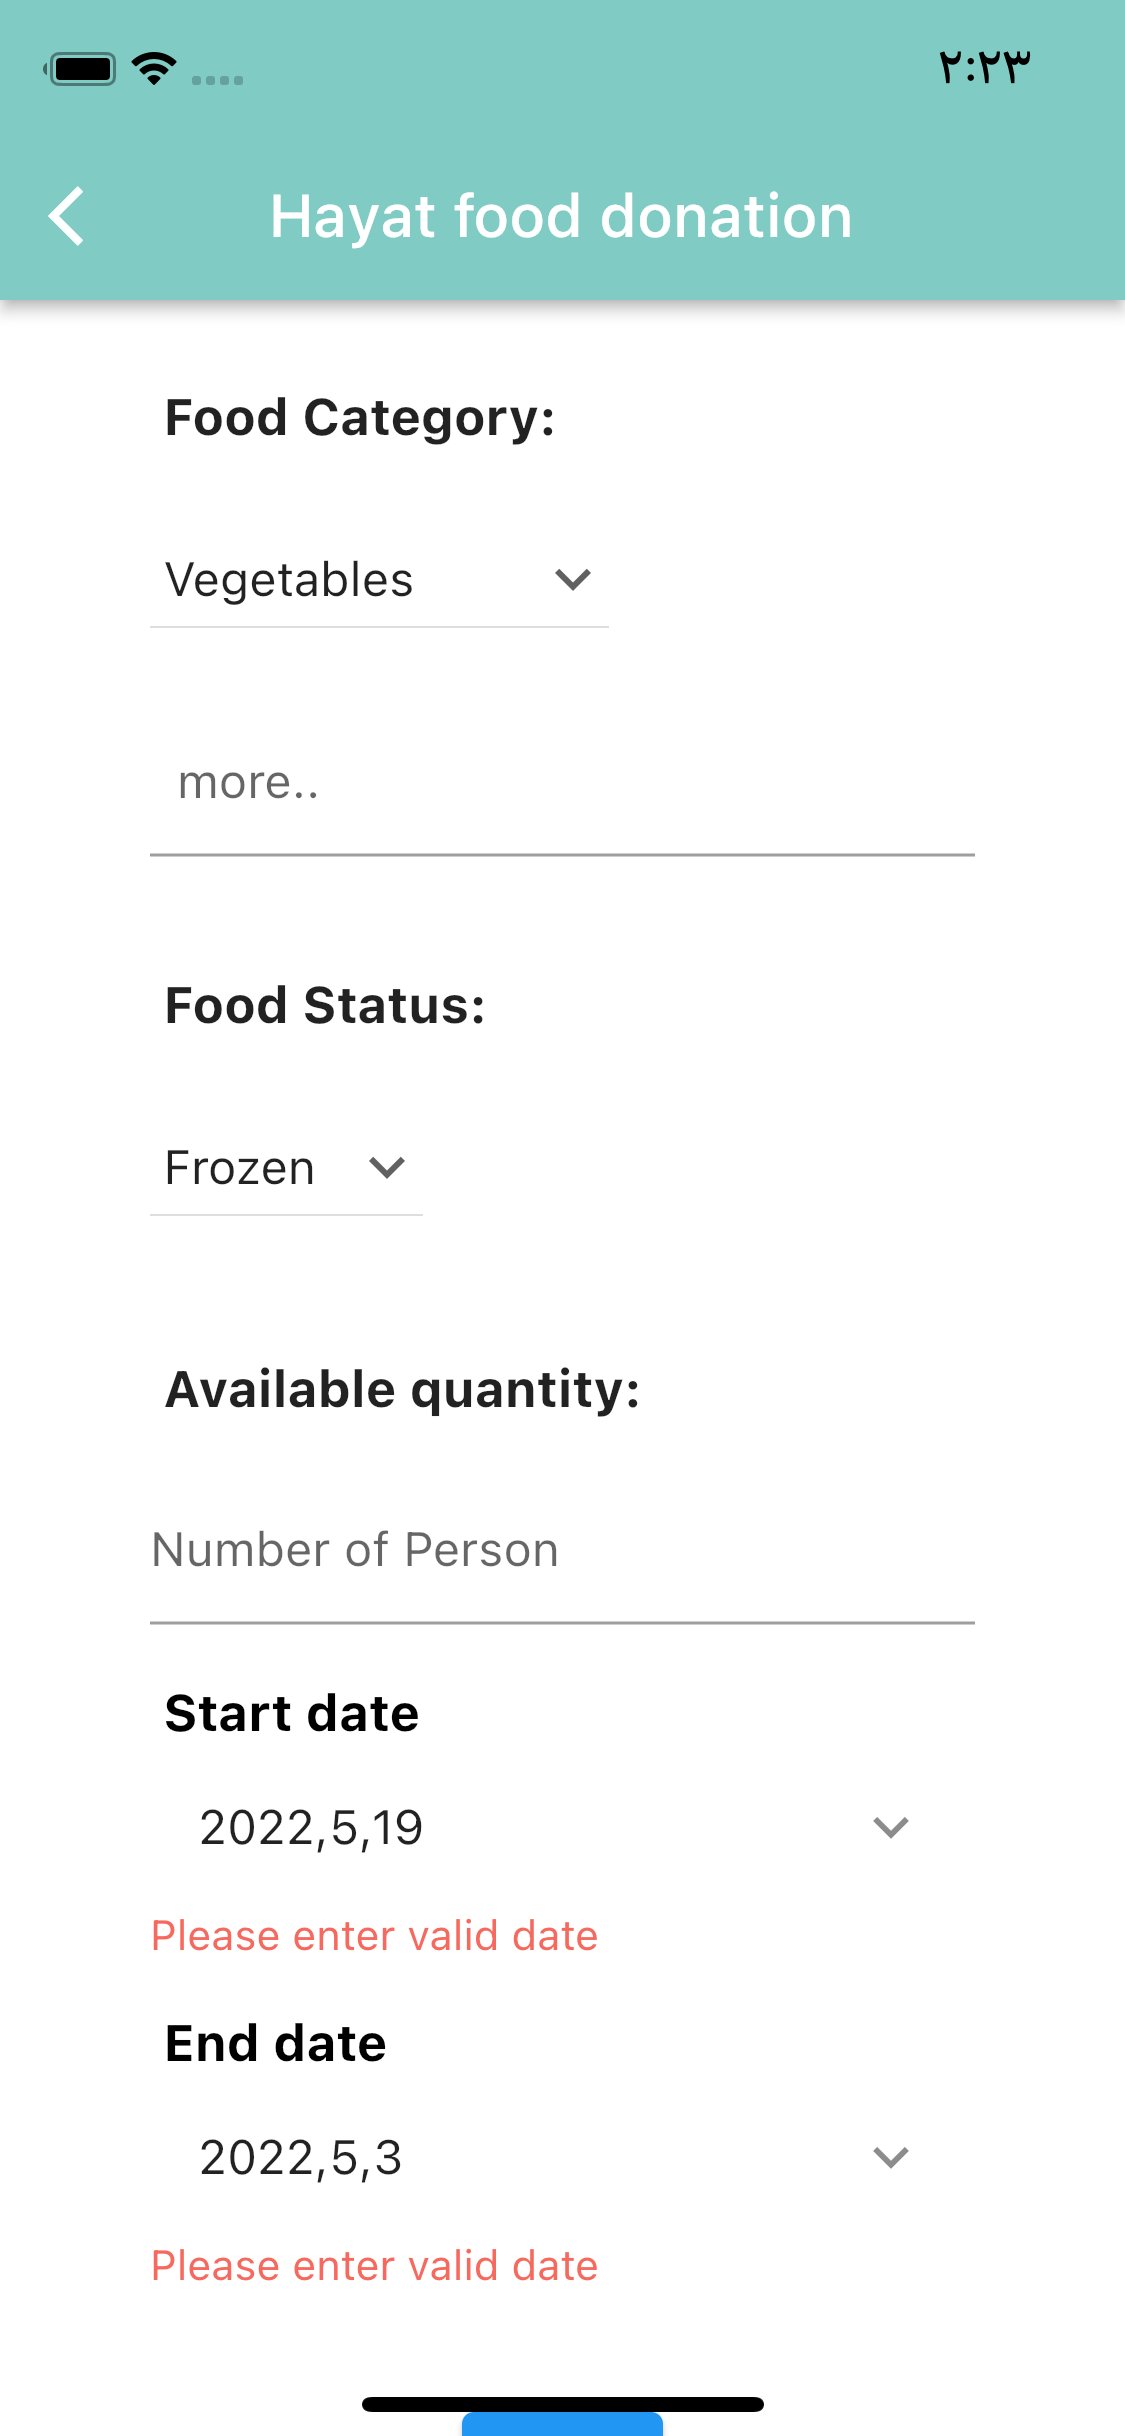 ٢:٢٣
Hayat food donation
Food Category:
Vegetables
more..
Food Status:
Frozen
Available quantity:
Number of Person
Start date
2022,5,19
Please enter valid date
End date
2022,5,3
Please enter valid date